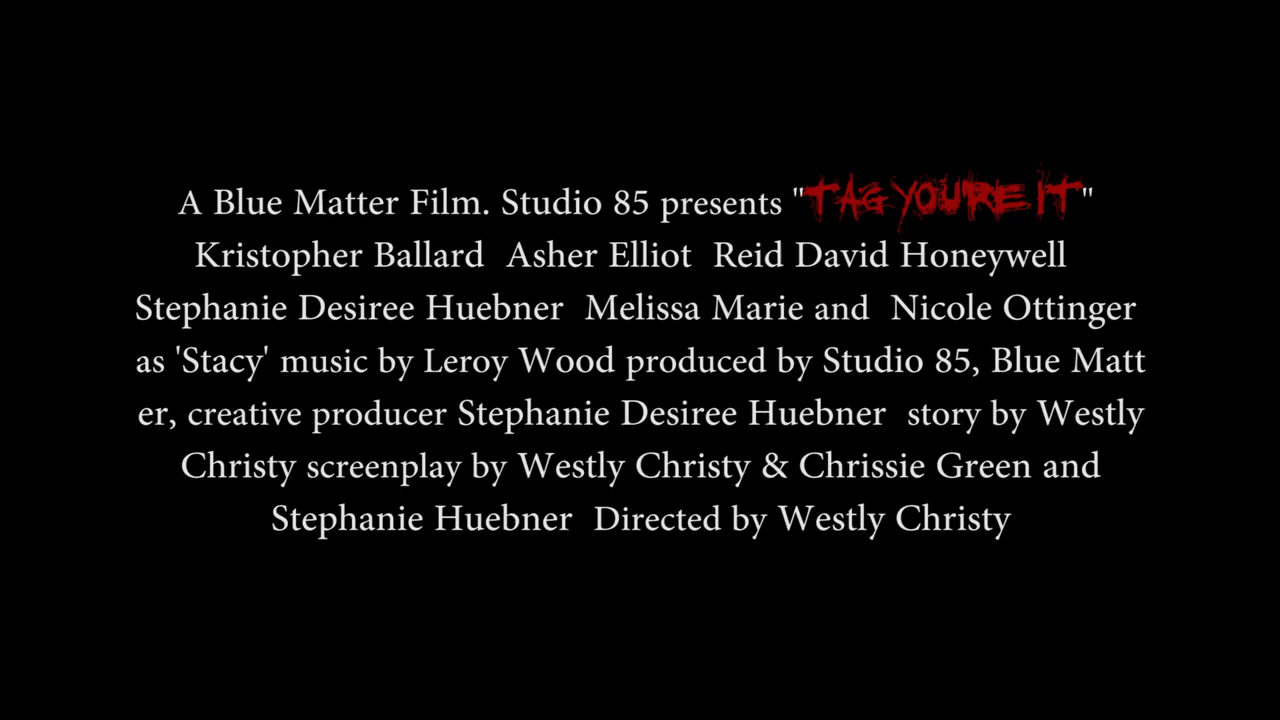 A Blue Matter Film. Studio 85 presents "TAG YOURE IT"
Kristopher Ballard  Asher Elliot  Reid David Honeywell
Stephanie Desiree Huebner  Melissa Marie and  Nicole Ottinger
as 'Stacy' music by Leroy Wood produced by Studio 85, Blue Matt
er, creative producer Stephanie Desiree Huebner  story by Westly
Christy screenplay by Westly Christy & Chrissie Green and
Stephanie Huebner  Directed by Westly Christy